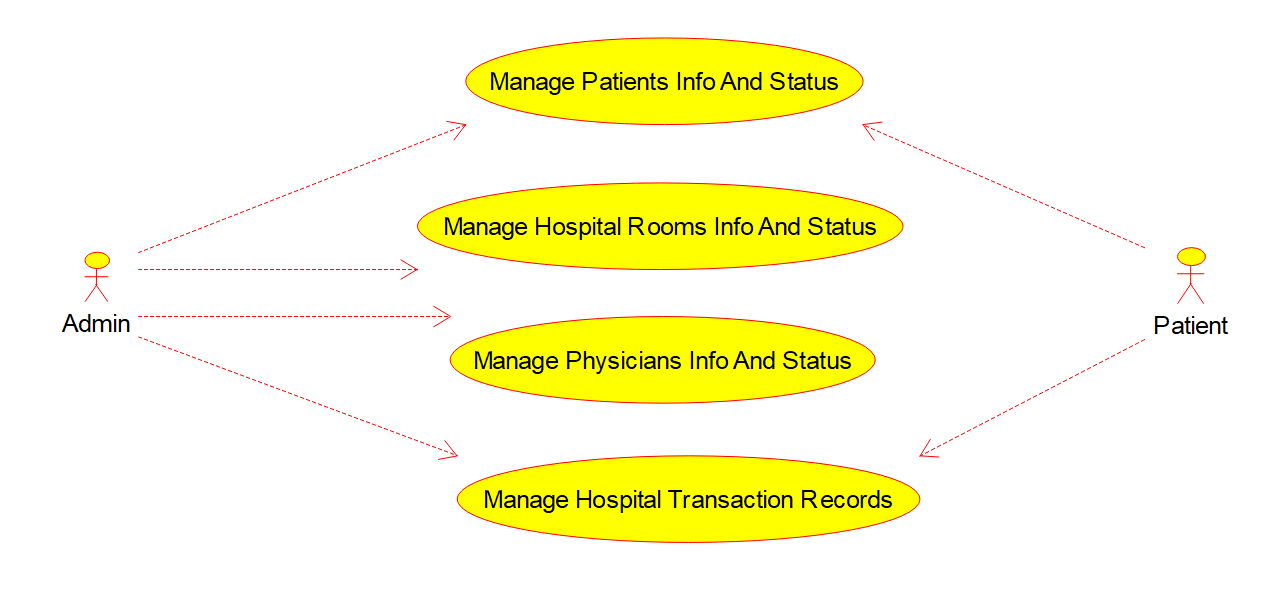 Manage Patients Info And Status
Manage Hospital Rooms Info And Status
Admin
Patient
Manage Physicians Info And Status
Manage Hospital Transaction Records